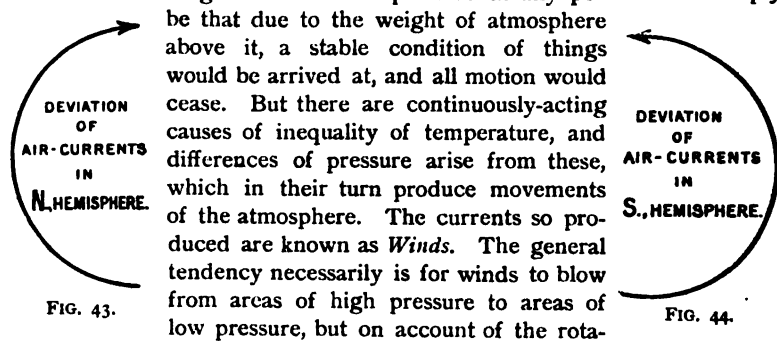 be that due to the weight of atmosphere
above it, a stable condition of things
would be arrived at, and all motion would
cease. But there are continuously-acting
causes of inequality of temperature, and
differences of pressure arise from these,
which in their turn produce movements
of the atmosphere. The currents so pro-
duced are known as Winds. The general
tendency necessarily is for winds to blow
from areas of high pressure to areas of
low pressure, but on account of the rota-
DEVIATION
OF
AIR-CURRENTS
IN
N., HEMISPHERE.
FIG. 43.
DEVIATION
OF
AIR-CURRENTS
IN
S., HEMISPHERE.
FIG. 44.